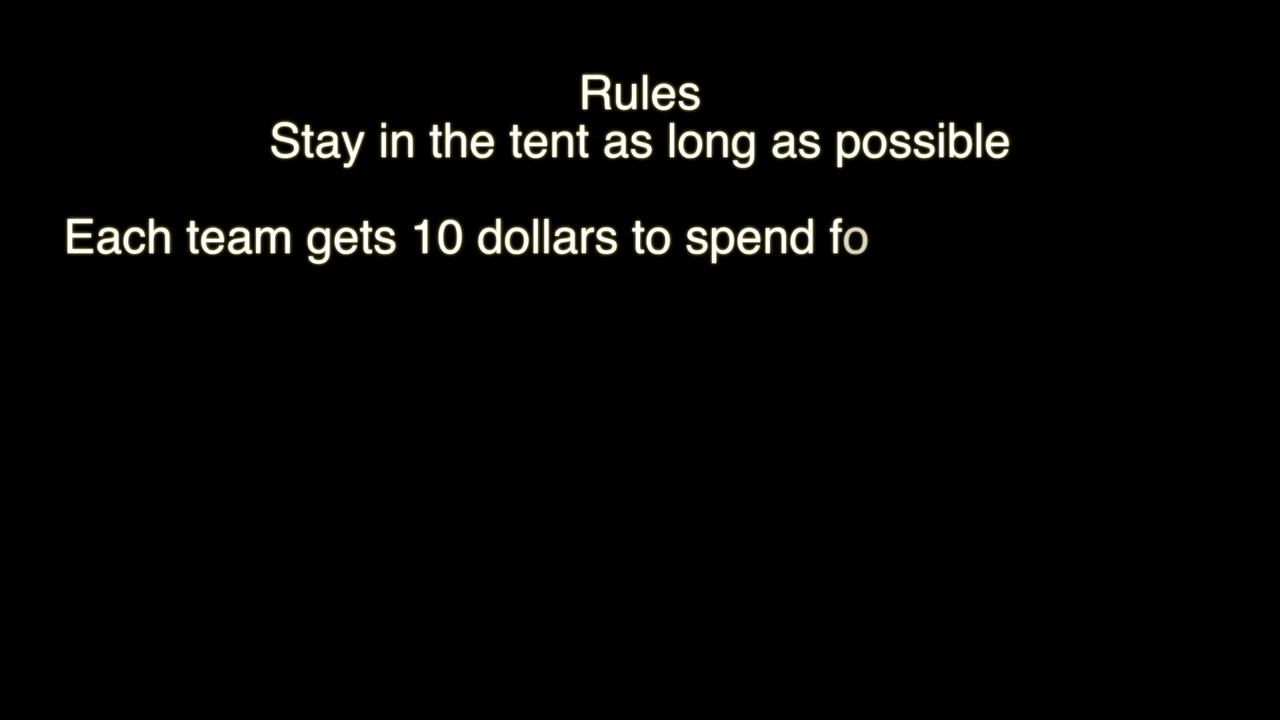 Rules
Stay in the tent as long as possible
Each team gets 10 dollars to spend fo